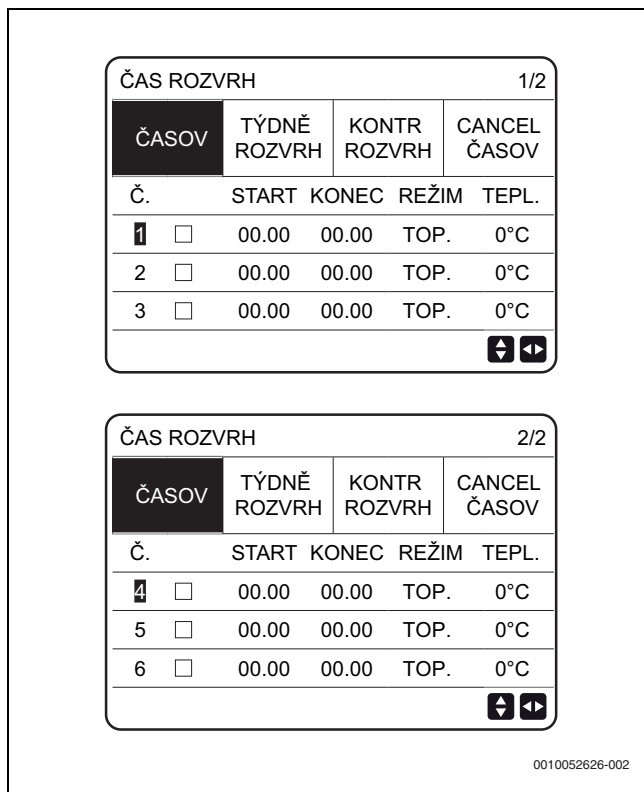 ČAS ROZVRH 1/2
ČASOV TÝDNĚ ROZVRH KONTR ROZVRH CANCEL ČASOV
Č. START KONEC REŽIM TEPL.
1 00.00 00.00 TOP. 0°C
2 00.00 00.00 TOP. 0°C
3 00.00 00.00 TOP. 0°C
ČAS ROZVRH 2/2
ČASOV TÝDNĚ ROZVRH KONTR ROZVRH CANCEL ČASOV
Č. START KONEC REŽIM TEPL.
4 00.00 00.00 TOP. 0°C
5 00.00 00.00 TOP. 0°C
6 00.00 00.00 TOP. 0°C
0010052626-002